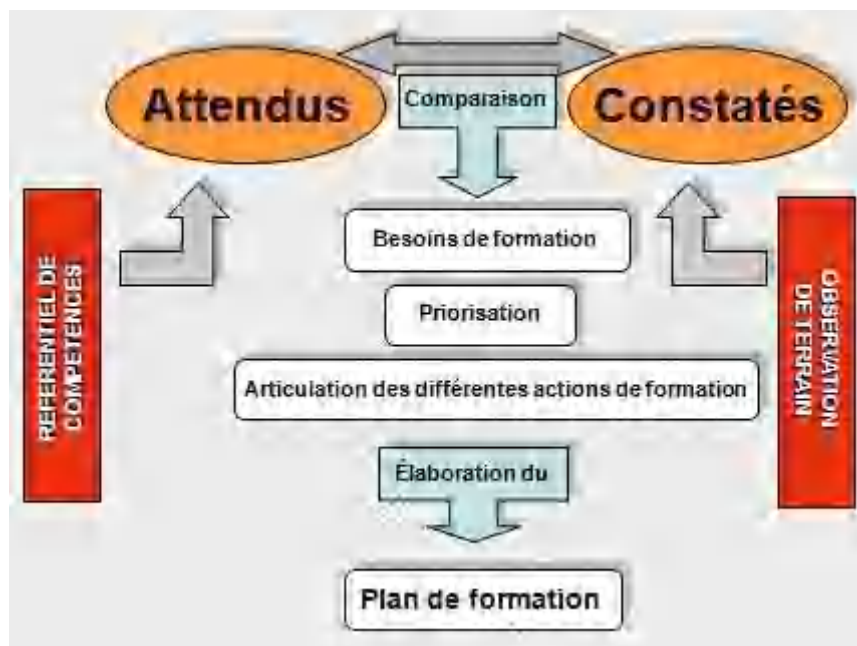 Attendus
Comparaison
Constatés
REFERENTIEL DE
COMPETENCES
OBSERVATION
DE TERRAIN
Besoins de formation
Priorisation
Articulation des différentes actions de formation
Élaboration du
Plan de formation